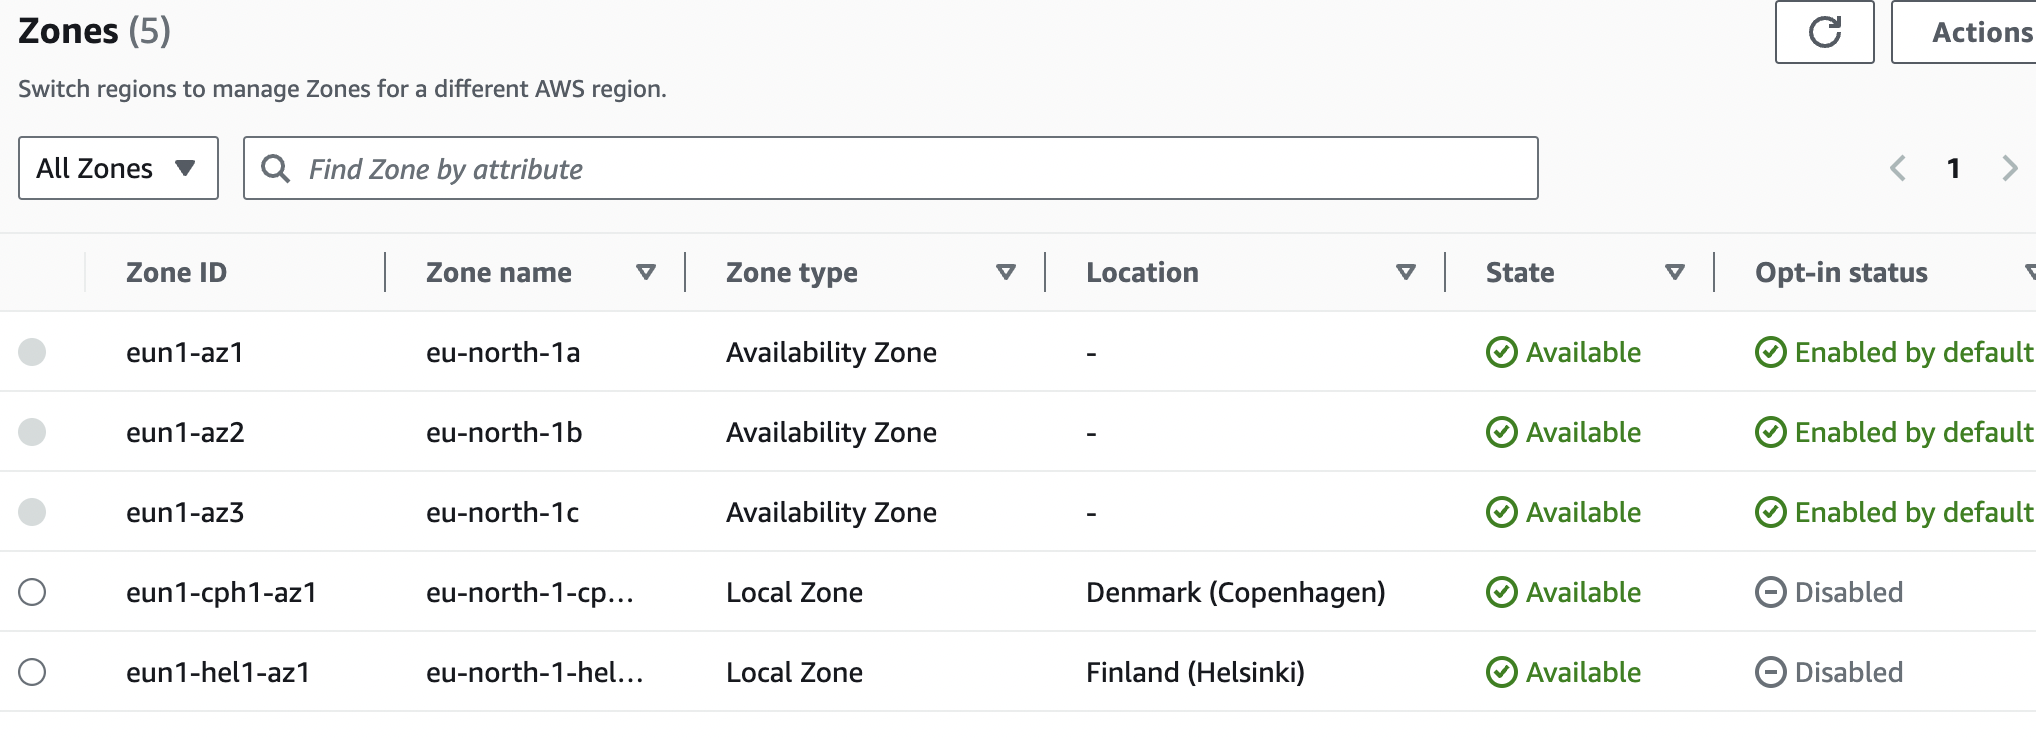 Zones (5)
Actions
Switch regions to manage Zones for a different AWS region.
All Zones
Find Zone by attribute
1
Zone ID Zone name Zone type Location State Opt-in status
eun1-az1 eu-north-1a Availability Zone - Available Enabled by default
eun1-az2 eu-north-1b Availability Zone - Available Enabled by default
eun1-az3 eu-north-1c Availability Zone - Available Enabled by default
eun1-cph1-az1 eu-north-1-cp... Local Zone Denmark (Copenhagen) Available Disabled
eun1-hel1-az1 eu-north-1-hel... Local Zone Finland (Helsinki) Available Disabled